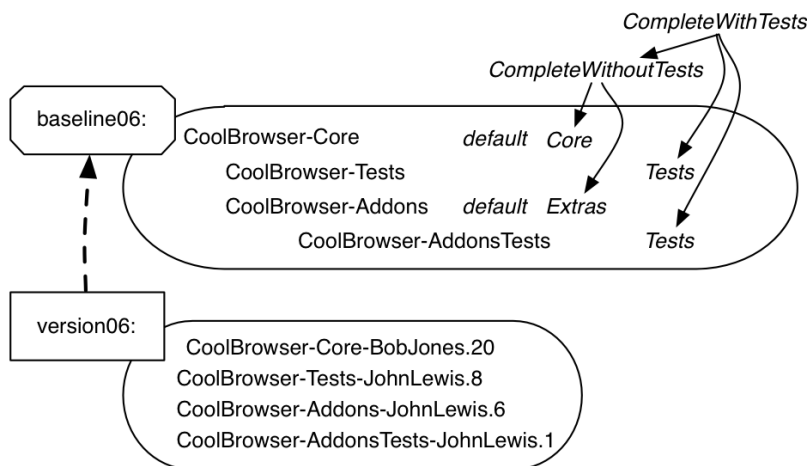 CompleteWithTests
CompleteWithoutTests
baseline06:
CoolBrowser-Core default Core
CoolBrowser-Tests Tests
CoolBrowser-Addons default Extras
CoolBrowser-AddonsTests Tests
version06:
CoolBrowser-Core-BobJones.20
CoolBrowser-Tests-JohnLewis.8
CoolBrowser-Addons-JohnLewis.6
CoolBrowser-AddonsTests-JohnLewis.1